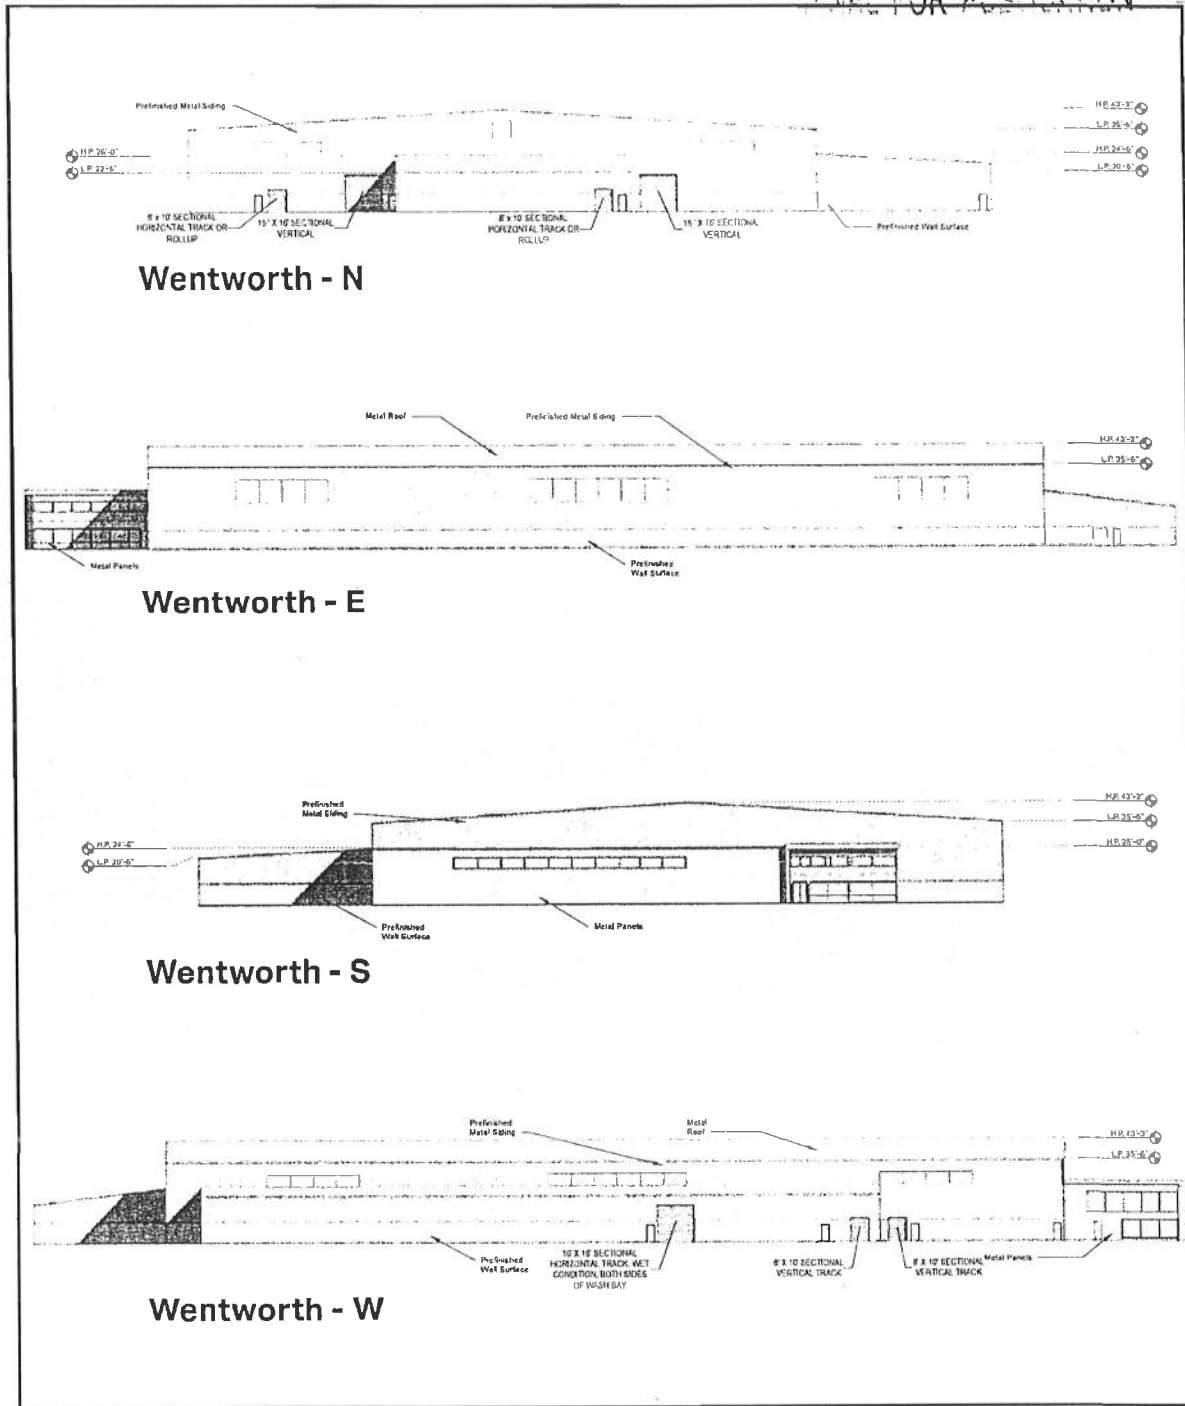 FOR
Prefinished Metal Siding
H.P. 43'-3"
L.P. 35'-6"
H.P. 26'-0"
H.P. 24'-6"
L.P. 22'-6"
L.P. 20'-6"
8' x 10' SECTIONAL
HORIZONTAL TRACK OR
ROLLUP
15' X 16' SECTIONAL
VERTICAL
8' x 10' SECTIONAL
HORIZONTAL TRACK OR
ROLLUP
15' X 16' SECTIONAL
VERTICAL
Prefinished Wall Surface
Wentworth - N
Metal Roof
Prefinished Metal Siding
H.P. 43'-3"
L.P. 35'-6"
Metal Panels
Prefinished
Wall Surface
Wentworth - E
Prefinished
Metal Siding
H.P. 43'-3"
L.P. 35'-6"
H.P. 24'-6"
H.P. 25'-0"
L.P. 20'-6"
Prefinished
Wall Surface
Metal Panels
Wentworth - S
Prefinished
Metal Siding
Metal
Roof
H.P. 43'-3"
L.P. 35'-6"
Prefinished
Wall Surface
16' X 16' SECTIONAL
HORIZONTAL TRACK. WET
CONDITION, BOTH SIDES
OF WASH BAY
8' X 10' SECTIONAL
VERTICAL TRACK
8' X 10' SECTIONAL
VERTICAL TRACK
Metal Panels
Wentworth - W